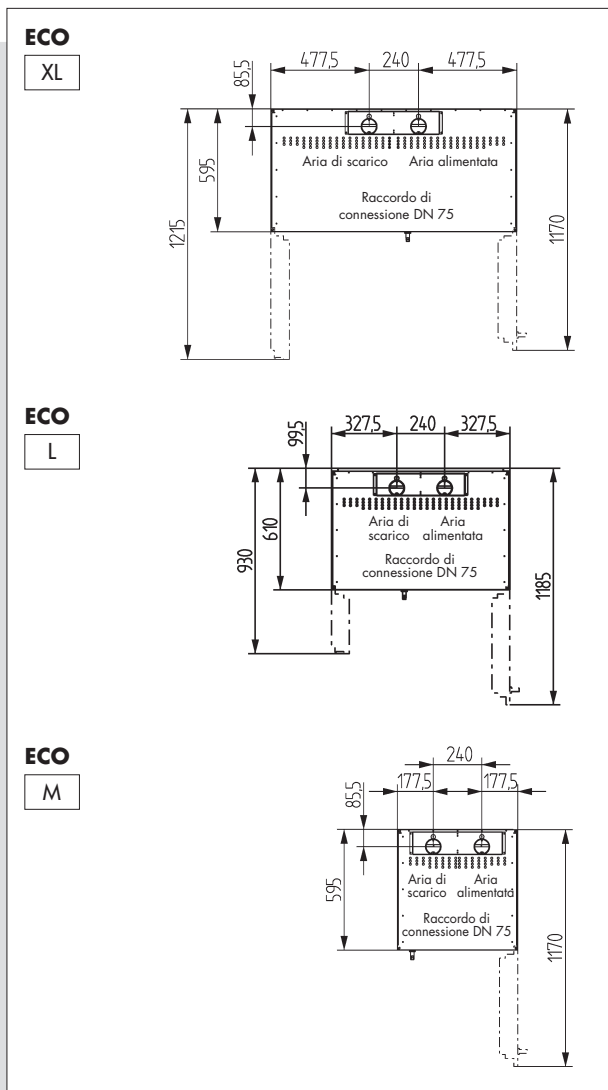 ECO
XL
477,5 240 477,5
85,5
595
1215
1170
Aria di scarico Aria alimentata
Raccordo di
connessione DN 75
ECO
L
327,5 240 327,5
99,5
610
930
1185
Aria di Aria
scarico alimentata
Raccordo di
connessione DN 75
ECO
M
240
177,5 177,5
85,5
595
1170
Aria di Aria
scarico alimentata
Raccordo di
connessione DN 75